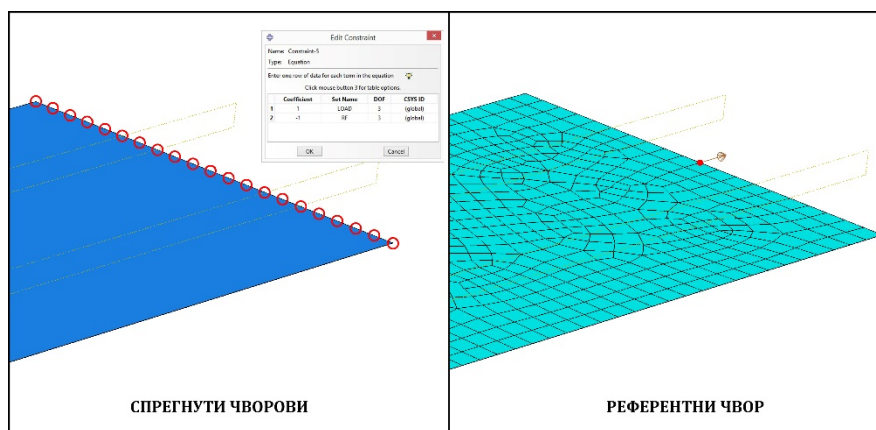 Edit Constraint
Name: Constraint-5
Type: Equation
Enter one row of data for each term in the equation
Click mouse button 3 for table options.
Coefficient Set Name DOF CSYS ID
1 1 LOAD 3 (global)
2 -1 RF 3 (global)
OK Cancel
СПРЕГНУТИ ЧВОРОВИ
РЕФЕРЕНТНИ ЧВОР